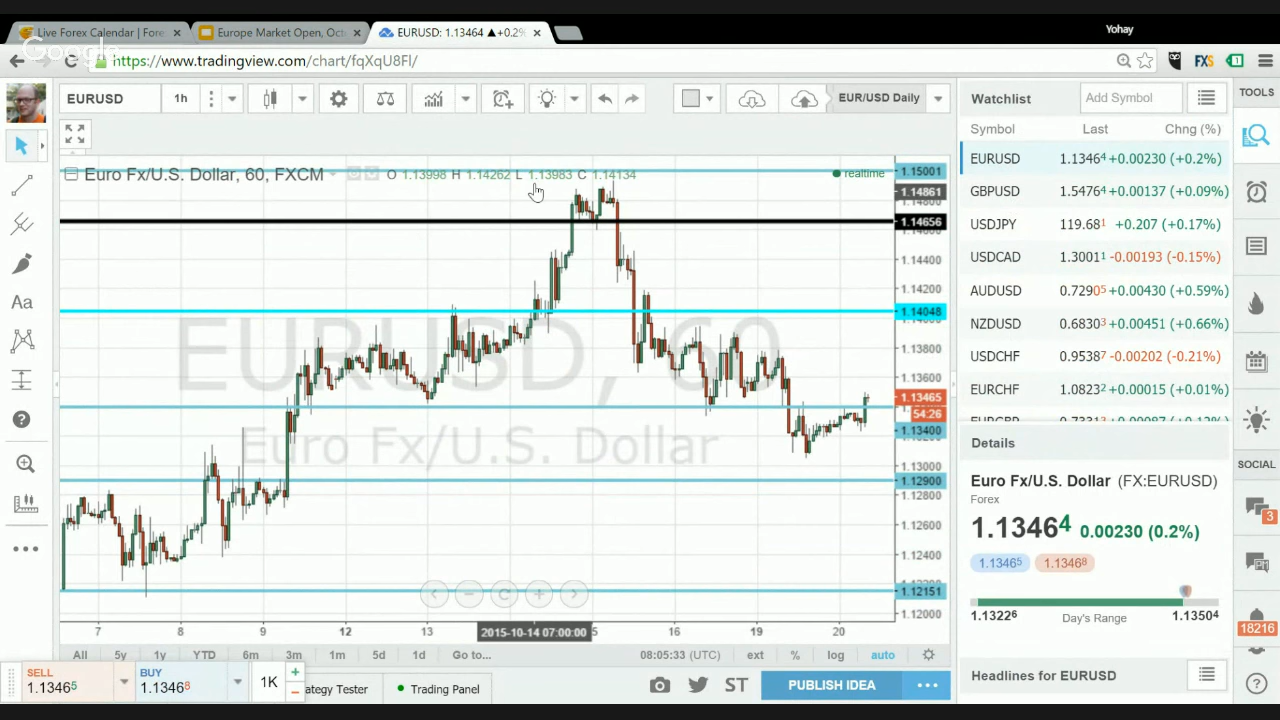 Yohay
Live Forex Calendar | Fore
Europe Market Open, Oct
EURUSD: 1.13464 ▲+0.2%
Google
https://www.tradingview.com/chart/fqXqU8Fl/
FXS
1
EURUSD
1h
EUR/USD Daily
Watchlist
Add Symbol
TOOLS
Symbol Last Chng (%)
EURUSD 1.13464 +0.00230 (+0.2%)
GBPUSD 1.54764 +0.00137 (+0.09%)
USDJPY 119.681 +0.207 (+0.17%)
USDCAD 1.30011 -0.00193 (-0.15%)
AUDUSD 0.72905 +0.00430 (+0.59%)
NZDUSD 0.68303 +0.00451 (+0.66%)
USDCHF 0.95387 -0.00202 (-0.21%)
EURCHF 1.08232 +0.00015 (+0.01%)
Euro Fx/U.S. Dollar, 60, FXCM
O 1.13998 H 1.14262 L 1.13983 C 1.14134
realtime
1.15001
1.14861
1.14656
1.14400
1.14200
1.14048
1.13800
1.13600
1.13465
54:26
1.13400
1.13000
1.12900
1.12800
1.12600
1.12400
1.12151
1.12000
EURUSD, 60
Euro Fx/U.S. Dollar
Aa
7 8 9 12 13 2015-10-14 07:00:00 5 16 19 20
All 5y 1y YTD 6m 3m 1m 5d 1d Go to...
08:05:33 (UTC) ext % log auto
SELL
1.13465
BUY
1.13468
1K
ategy Tester
Trading Panel
ST
PUBLISH IDEA
Details
Euro Fx/U.S. Dollar (FX:EURUSD)
Forex
1.13464 0.00230 (0.2%)
1.13465 1.13468
1.13226 Day's Range 1.13504
Headlines for EURUSD
SOCIAL
3
18216